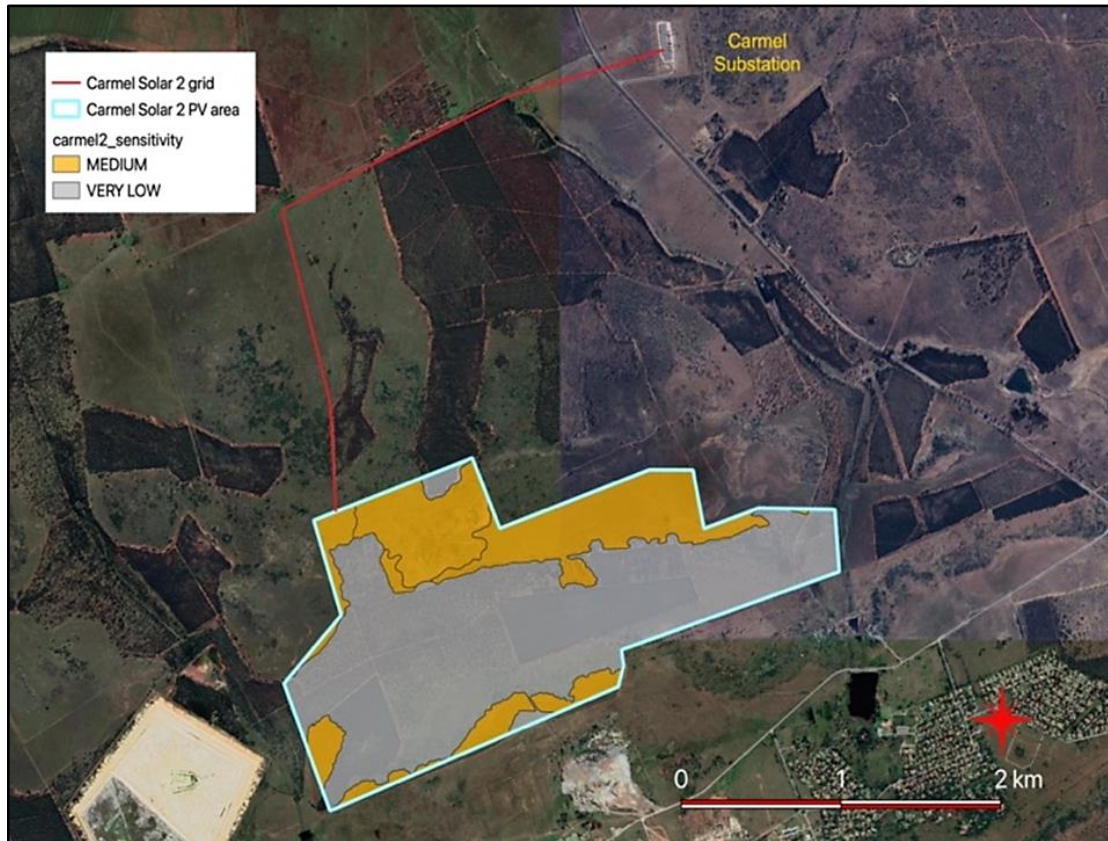 Carmel Solar 2 grid
Carmel Solar 2 PV area
carmel2_sensitivity
MEDIUM
VERY LOW
Carmel
Substation
0 1 2 km